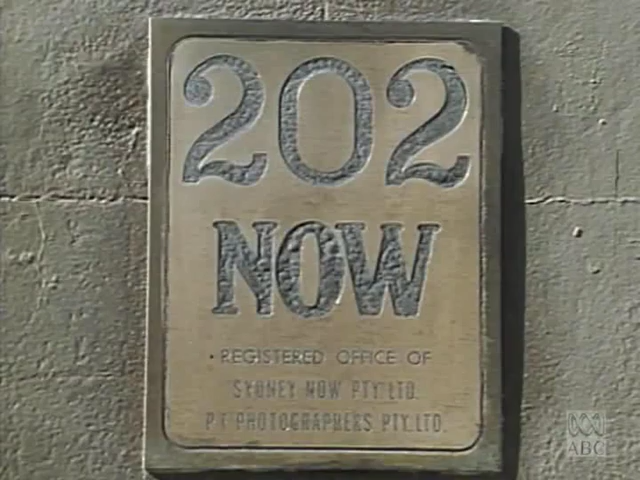 202
NOW
· REGISTERED OFFICE OF
SYDNEY NOW PTY. LTD.
P.Y. PHOTOGRAPHERS PTY. LTD.
ABC